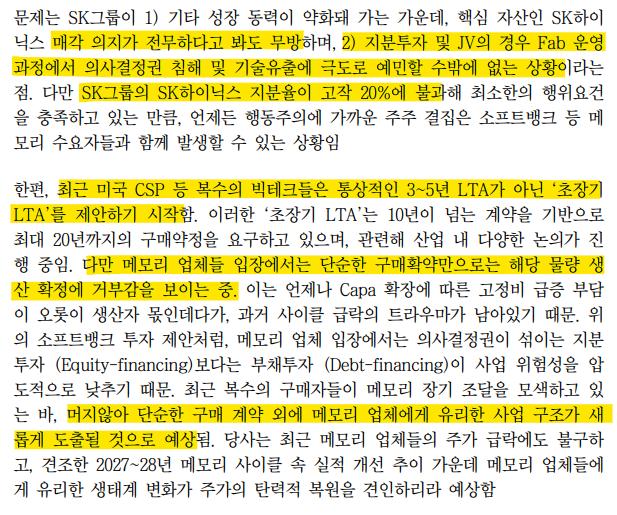 문제는 SK그룹이 1) 기타 성장 동력이 약화돼 가는 가운데, 핵심 자산인 SK하이
닉스 매각 의지가 전무하다고 봐도 무방하며, 2) 지분투자 및 JV의 경우 Fab 운영
과정에서 의사결정권 침해 및 기술유출에 극도로 예민할 수밖에 없는 상황이라는
점. 다만 SK그룹의 SK하이닉스 지분율이 고작 20%에 불과해 최소한의 행위요건
을 충족하고 있는 만큼, 언제든 행동주의에 가까운 주주 결집은 소프트뱅크 등 메
모리 수요자들과 함께 발생할 수 있는 상황임
한편, 최근 미국 CSP 등 복수의 빅테크들은 통상적인 3~5년 LTA가 아닌 '초장기
LTA'를 제안하기 시작함. 이러한 '초장기 LTA'는 10년이 넘는 계약을 기반으로
최대 20년까지의 구매약정을 요구하고 있으며, 관련해 산업 내 다양한 논의가 진
행 중임. 다만 메모리 업체들 입장에서는 단순한 구매확약만으로는 해당 물량 생
산 확정에 거부감을 보이는 중. 이는 언제나 Capa 확장에 따른 고정비 급증 부담
이 오롯이 생산자 몫인데다가, 과거 사이클 급락의 트라우마가 남아있기 때문. 위
의 소프트뱅크 투자 제안처럼, 메모리 업체 입장에서는 의사결정권이 섞이는 지분
투자 (Equity-financing)보다는 부채투자 (Debt-financing)이 사업 위험성을 압
도적으로 낮추기 때문. 최근 복수의 구매자들이 메모리 장기 조달을 모색하고 있
는 바, 머지않아 단순한 구매 계약 외에 메모리 업체에게 유리한 사업 구조가 새
롭게 도출될 것으로 예상됨. 당사는 최근 메모리 업체들의 주가 급락에도 불구하
고, 견조한 2027~28년 메모리 사이클 속 실적 개선 추이 가운데 메모리 업체들에
게 유리한 생태계 변화가 주가의 탄력적 복원을 견인하리라 예상함